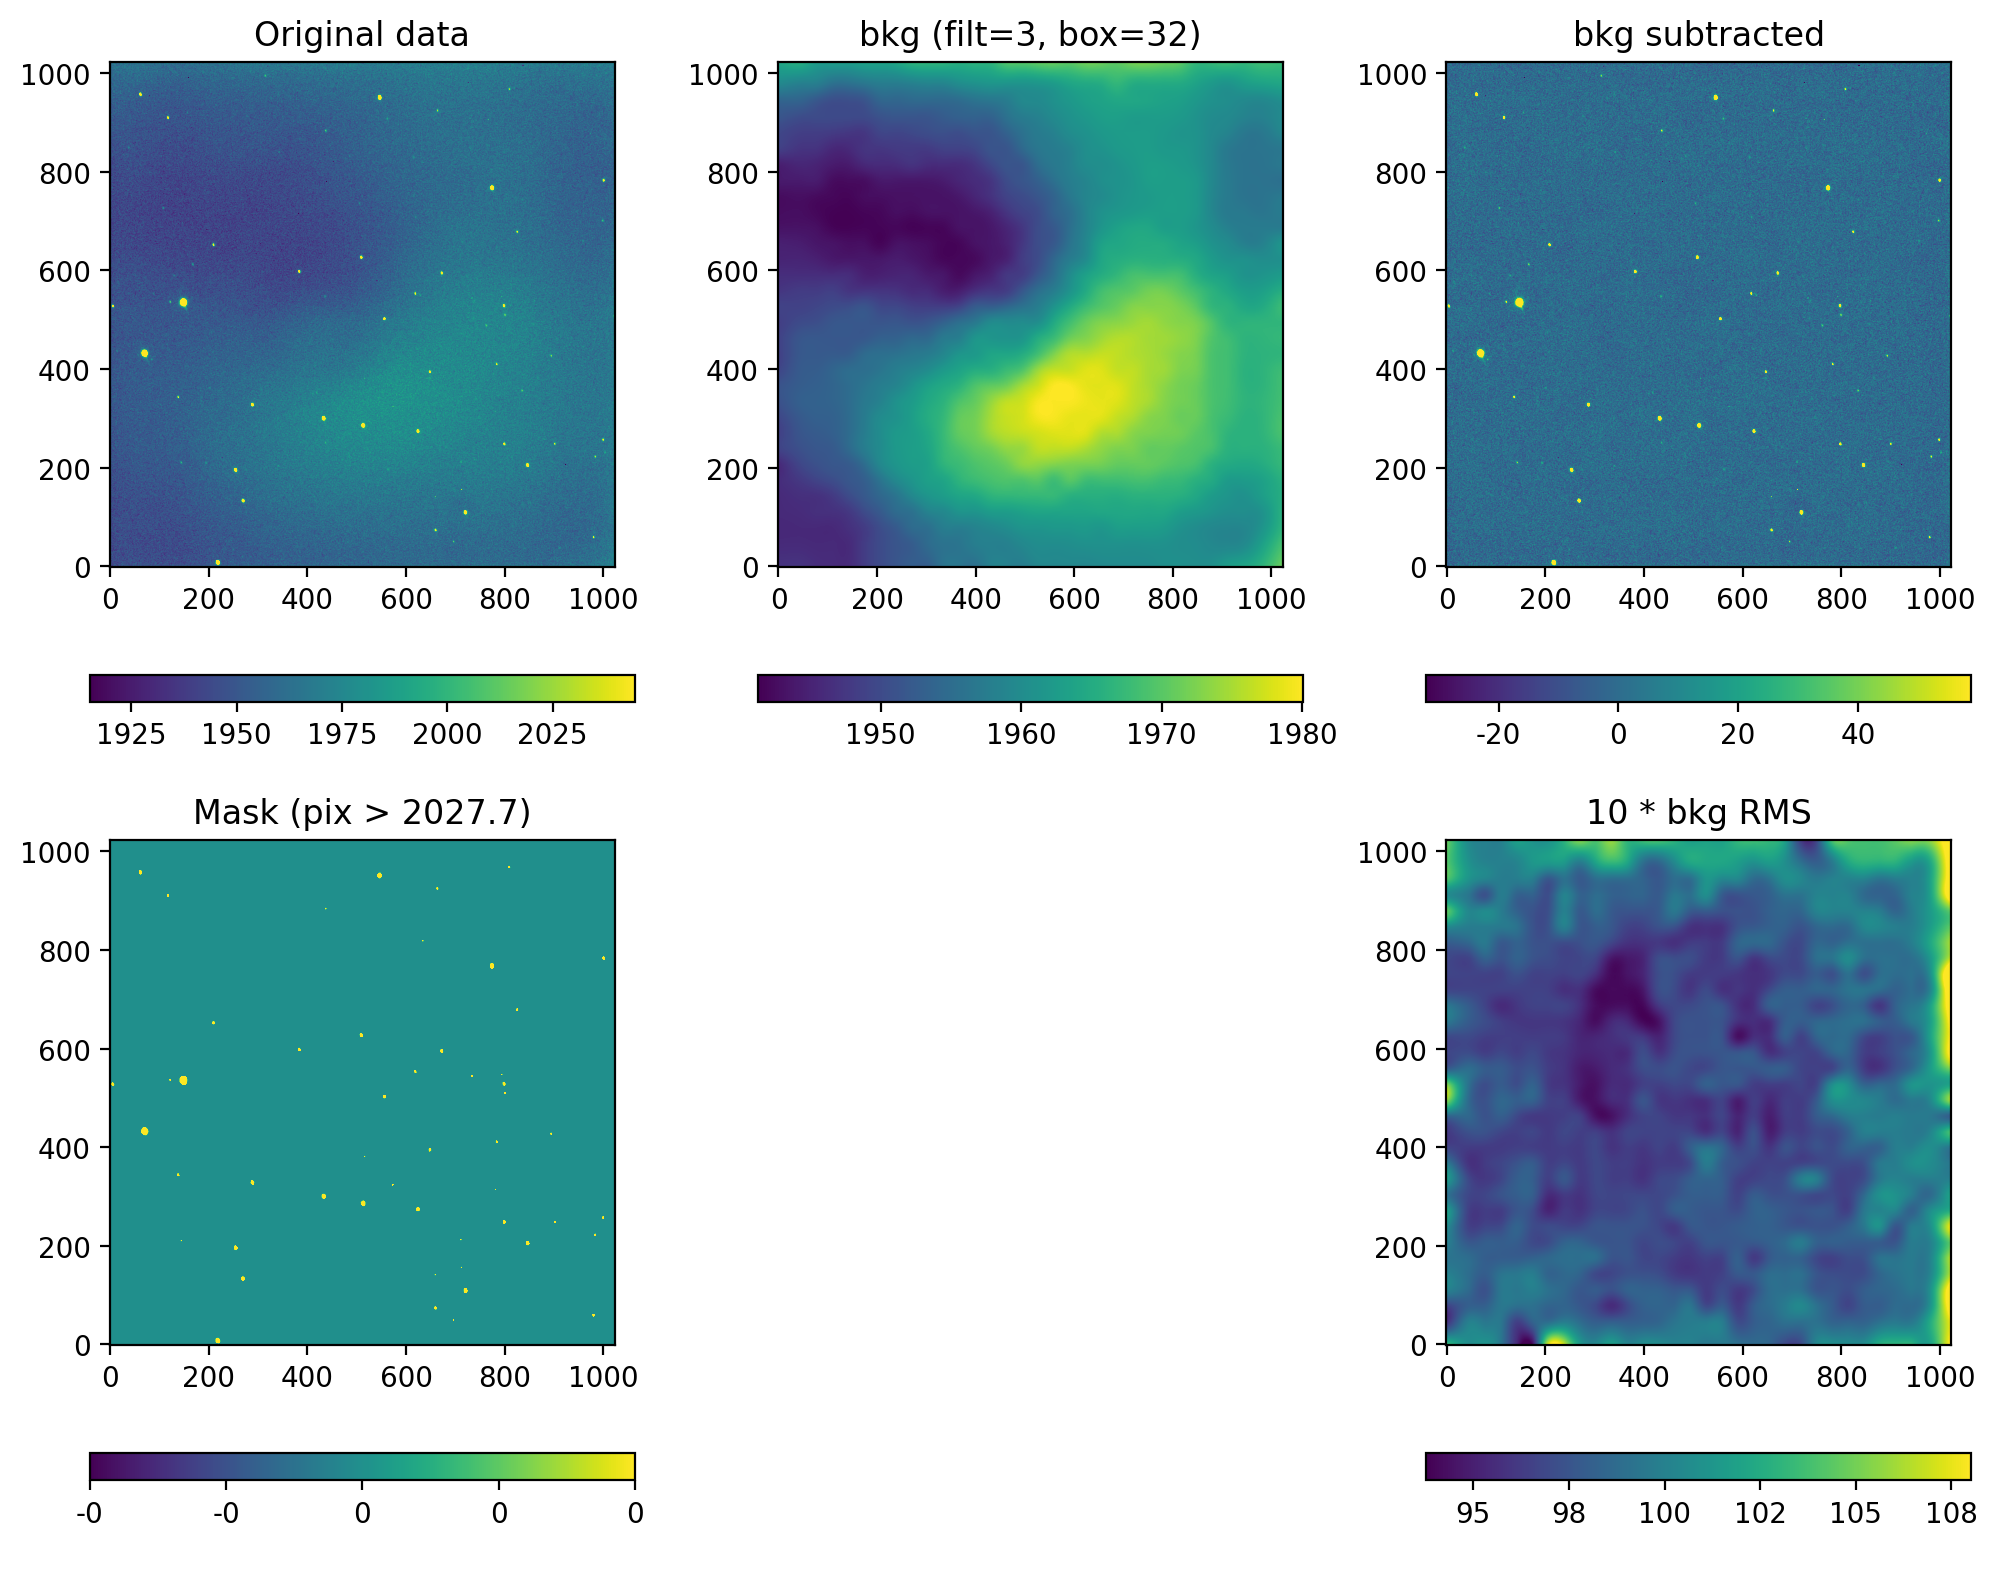 Original data
bkg (filt=3, box=32)
bkg subtracted
1000
800
600
400
200
0
0 200 400 600 800 1000
1000
800
600
400
200
0
0 200 400 600 800 1000
1000
800
600
400
200
0
0 200 400 600 800 1000
1925 1950 1975 2000 2025
1950 1960 1970 1980
-20 0 20 40
Mask (pix > 2027.7)
10 * bkg RMS
1000
800
600
400
200
0
0 200 400 600 800 1000
1000
800
600
400
200
0
0 200 400 600 800 1000
-0 -0 0 0 0
95 98 100 102 105 108